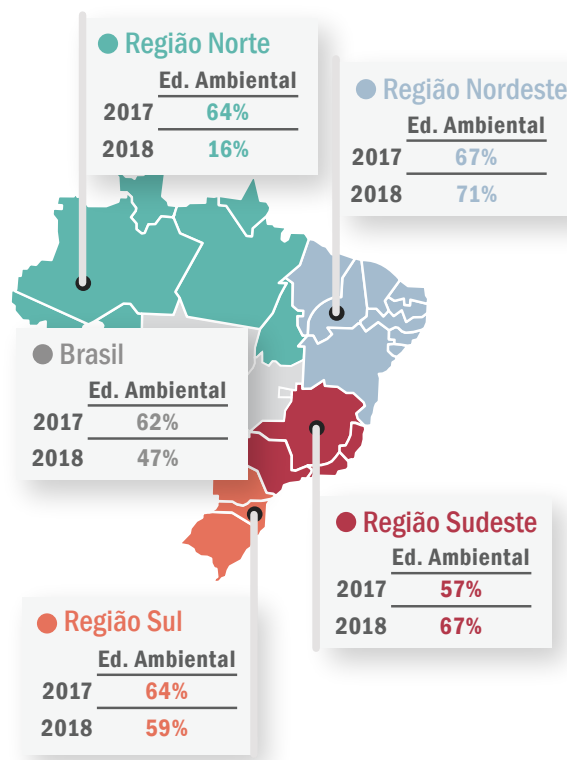 Região Norte
Ed. Ambiental
2017 64%
2018 16%
Região Nordeste
Ed. Ambiental
2017 67%
2018 71%
Brasil
Ed. Ambiental
2017 62%
2018 47%
Região Sudeste
Ed. Ambiental
2017 57%
2018 67%
Região Sul
Ed. Ambiental
2017 64%
2018 59%